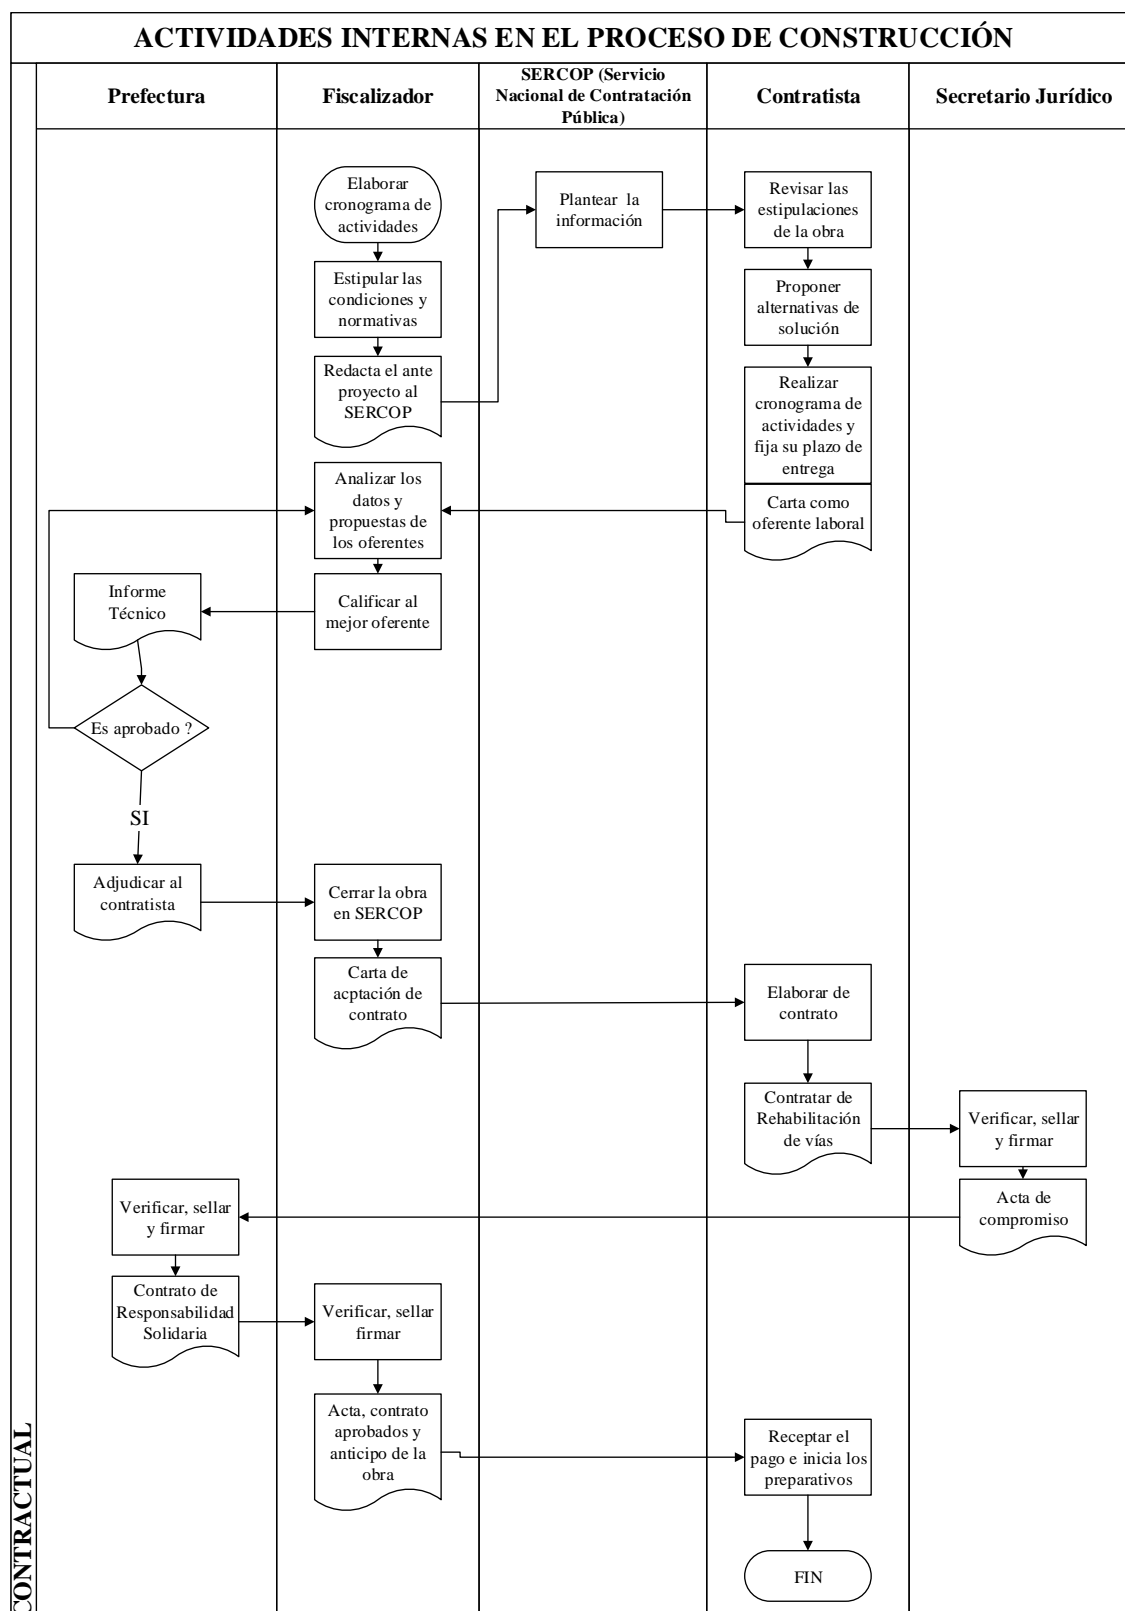 ACTIVIDADES INTERNAS EN EL PROCESO DE CONSTRUCCIÓN
Prefectura
Fiscalizador
SERCOP (Servicio
Nacional de Contratación
Pública)
Contratista
Secretario Jurídico
Elaborar
cronograma de
actividades
Plantear la
información
Revisar las
estipulaciones
de la obra
Estipular las
condiciones y
normativas
Proponer
alternativas de
solución
Redacta el ante
proyecto al
SERCOP
Realizar
cronograma de
actividades y
fija su plazo de
entrega
Analizar los
datos y
propuestas de
los oferentes
Carta como
oferente laboral
Informe
Técnico
Calificar al
mejor oferente
Es aprobado ?
SI
Adjudicar al
contratista
Cerrar la obra
en SERCOP
Carta de
acptación de
contrato
Elaborar de
contrato
Contratar de
Rehabilitación
de vías
Verificar, sellar
y firmar
Acta de
compromiso
Verificar, sellar
y firmar
Contrato de
Responsabilidad
Solidaria
Verificar, sellar
firmar
Acta, contrato
aprobados y
anticipo de la
obra
Receptar el
pago e inicia los
preparativos
FIN
CONTRACTUAL